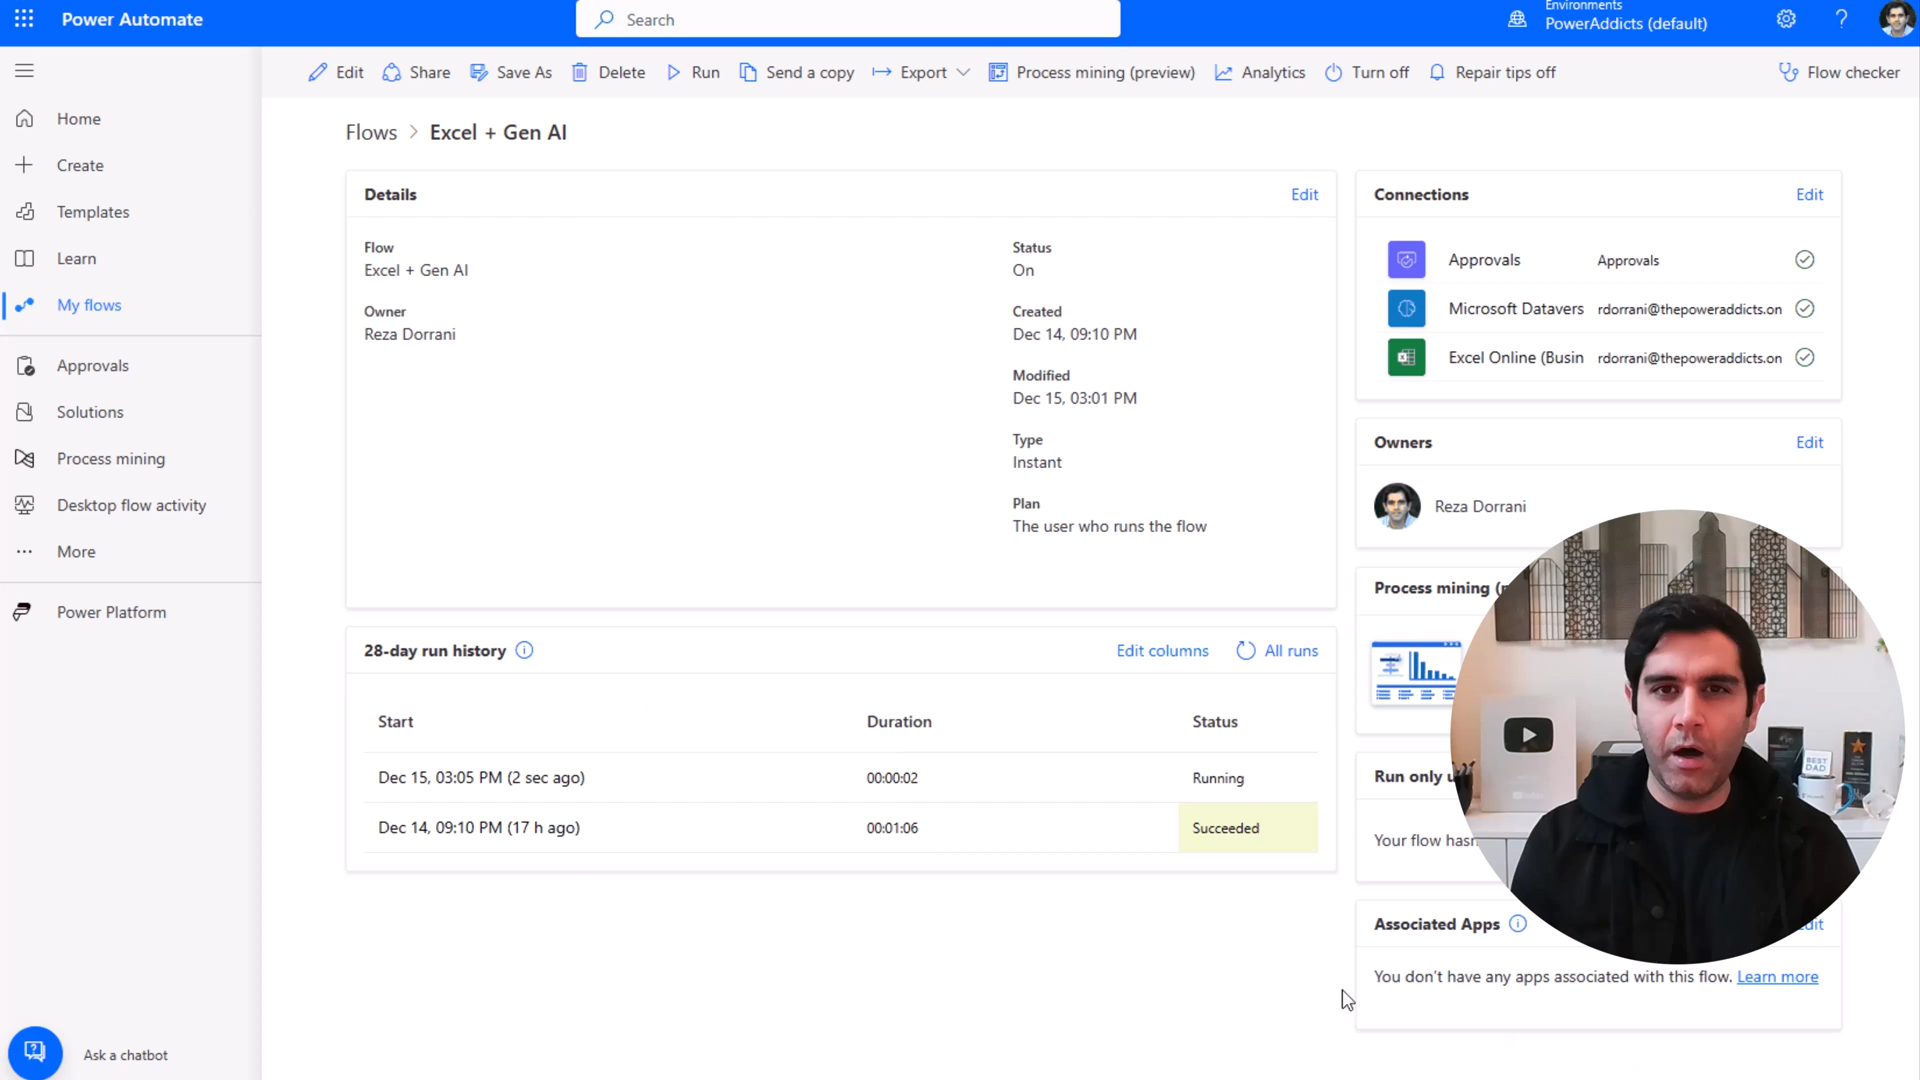 Power Automate
Search
Environments
PowerAddicts (default)
?
Edit
Share
Save As
Delete
Run
Send a copy
Export
Process mining (preview)
Analytics
Turn off
Repair tips off
Flow checker
Home
Create
Templates
Learn
My flows
Approvals
Solutions
Process mining
Desktop flow activity
More
Power Platform
Ask a chatbot
Flows > Excel + Gen AI
Details
Edit
Flow
Excel + Gen AI
Owner
Reza Dorrani
Status
On
Created
Dec 14, 09:10 PM
Modified
Dec 15, 03:01 PM
Type
Instant
Plan
The user who runs the flow
28-day run history
Edit columns
All runs
Start Duration Status
Dec 15, 03:05 PM (2 sec ago) 00:00:02 Running
Dec 14, 09:10 PM (17 h ago) 00:01:06 Succeeded
Connections
Edit
Approvals Approvals
Microsoft Datavers rdorrani@thepoweraddicts.on
Excel Online (Busin rdorrani@thepoweraddicts.on
Owners
Edit
Reza Dorrani
Process mining (
Run only
Your flow
BEST
DAD
Associated Apps
You don't have any apps associated with this flow. Learn more